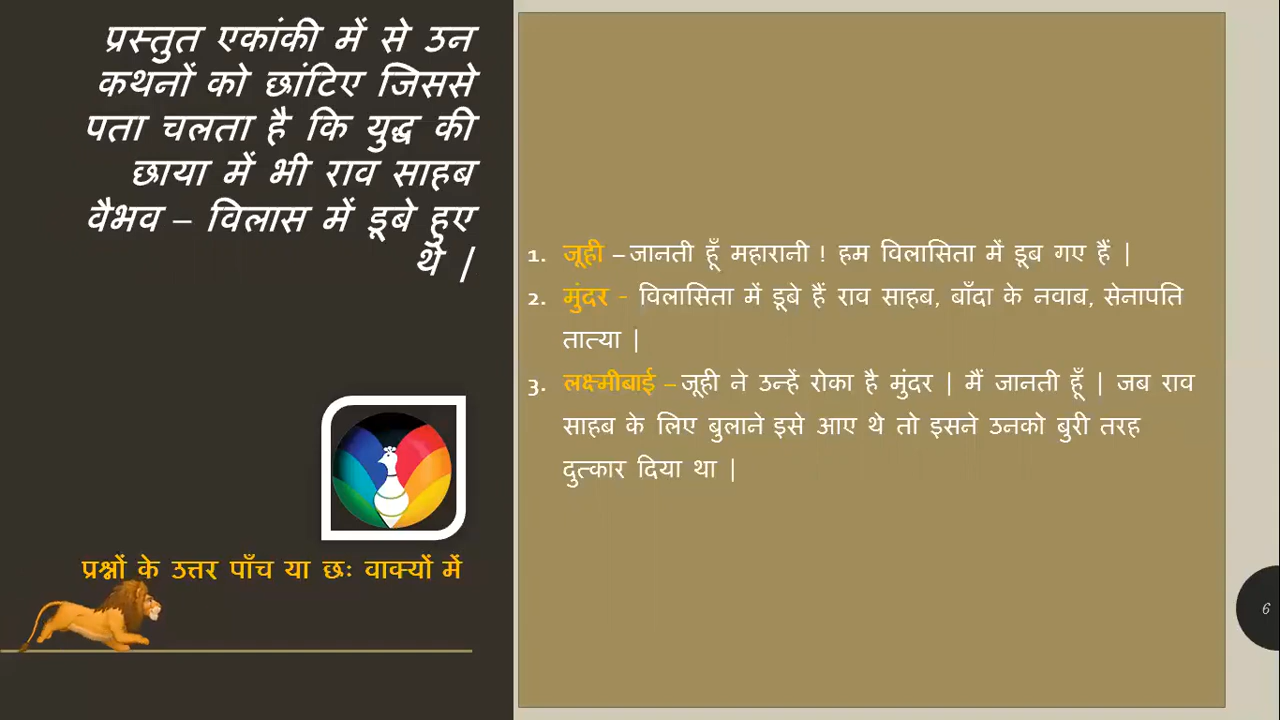 प्रस्तुत एकांकी में से उन
कथनों को छांटिए जिससे
पता चलता है कि युद्ध की
छाया में भी राव साहब
वैभव – विलास में डूबे हुए
थे |
प्रश्नों के उत्तर पाँच या छः वाक्यों में
1. जूही – जानती हूँ महारानी ! हम विलासिता में डूब गए हैं |
2. मुंदर - विलासिता में डूबे हैं राव साहब, बाँदा के नवाब, सेनापति
तात्या |
3. लक्ष्मीबाई – जूही ने उन्हें रोका है मुंदर | मैं जानती हूँ | जब राव
साहब के लिए बुलाने इसे आए थे तो इसने उनको बुरी तरह
दुत्कार दिया था |
6